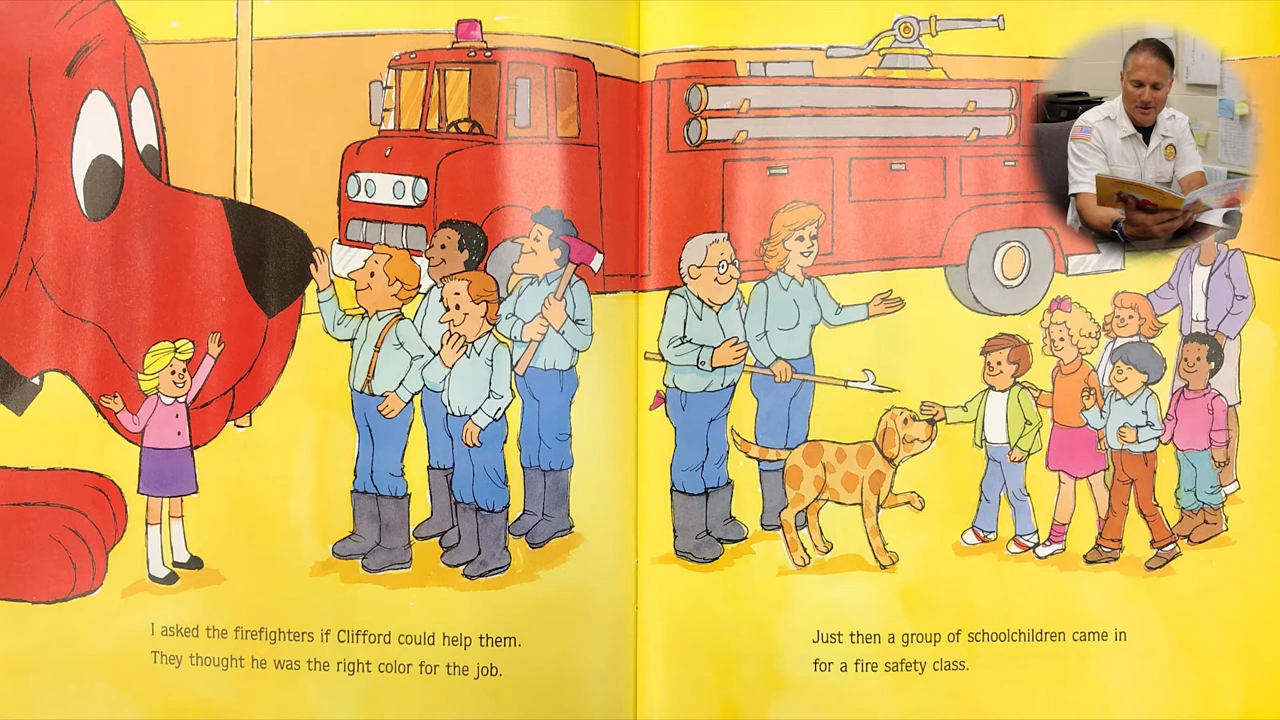 I asked the firefighters if Clifford could help them.
They thought he was the right color for the job.
Just then a group of schoolchildren came in
for a fire safety class.